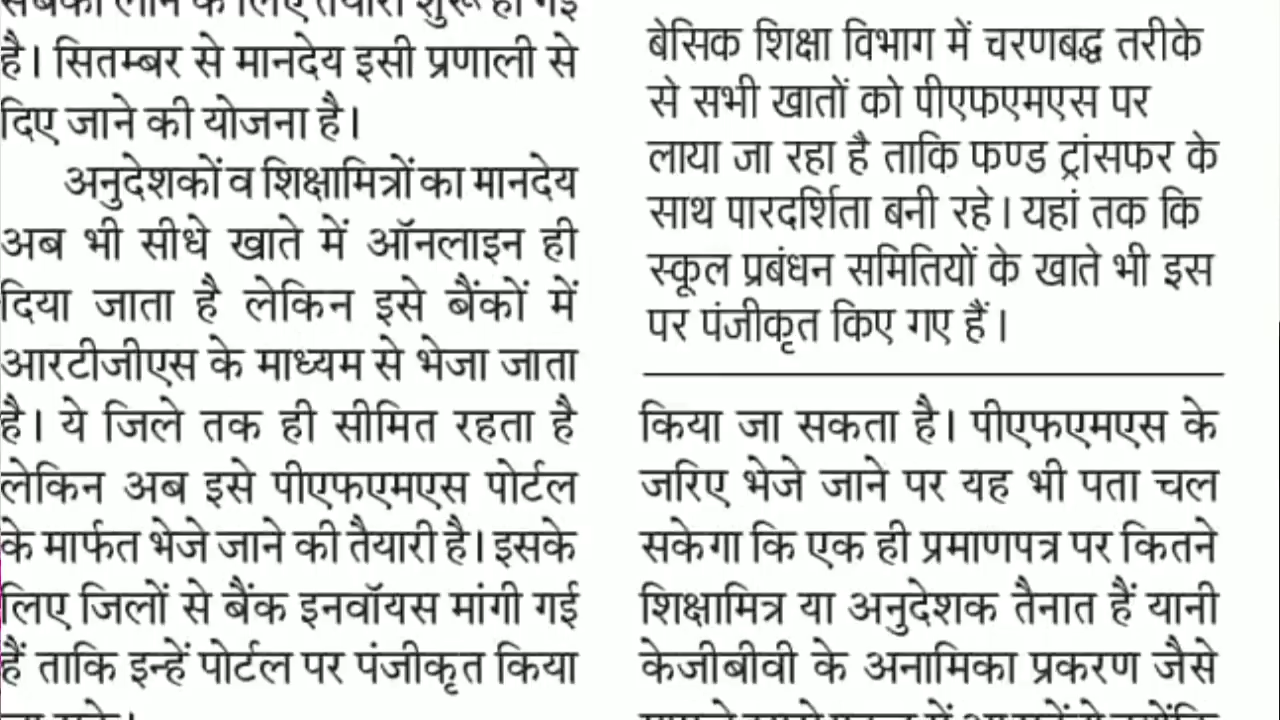 है। सितम्बर से मानदेय इसी प्रणाली से
दिए जाने की योजना है।
अनुदेशकों व शिक्षामित्रों का मानदेय
अब भी सीधे खाते में ऑनलाइन ही
दिया जाता है लेकिन इसे बैंकों में
आरटीजीएस के माध्यम से भेजा जाता
है। ये जिले तक ही सीमित रहता है
लेकिन अब इसे पीएफएमएस पोर्टल
के मार्फत भेजे जाने की तैयारी है। इसके
लिए जिलों से बैंक इनवॉयस मांगी गई
हैं ताकि इन्हें पोर्टल पर पंजीकृत किया
बेसिक शिक्षा विभाग में चरणबद्ध तरीके
से सभी खातों को पीएफएमएस पर
लाया जा रहा है ताकि फण्ड ट्रांसफर के
साथ पारदर्शिता बनी रहे। यहां तक कि
स्कूल प्रबंधन समितियों के खाते भी इस
पर पंजीकृत किए गए हैं।
किया जा सकता है। पीएफएमएस के
जरिए भेजे जाने पर यह भी पता चल
सकेगा कि एक ही प्रमाणपत्र पर कितने
शिक्षामित्र या अनुदेशक तैनात हैं यानी
केजीबीवी के अनामिका प्रकरण जैसे